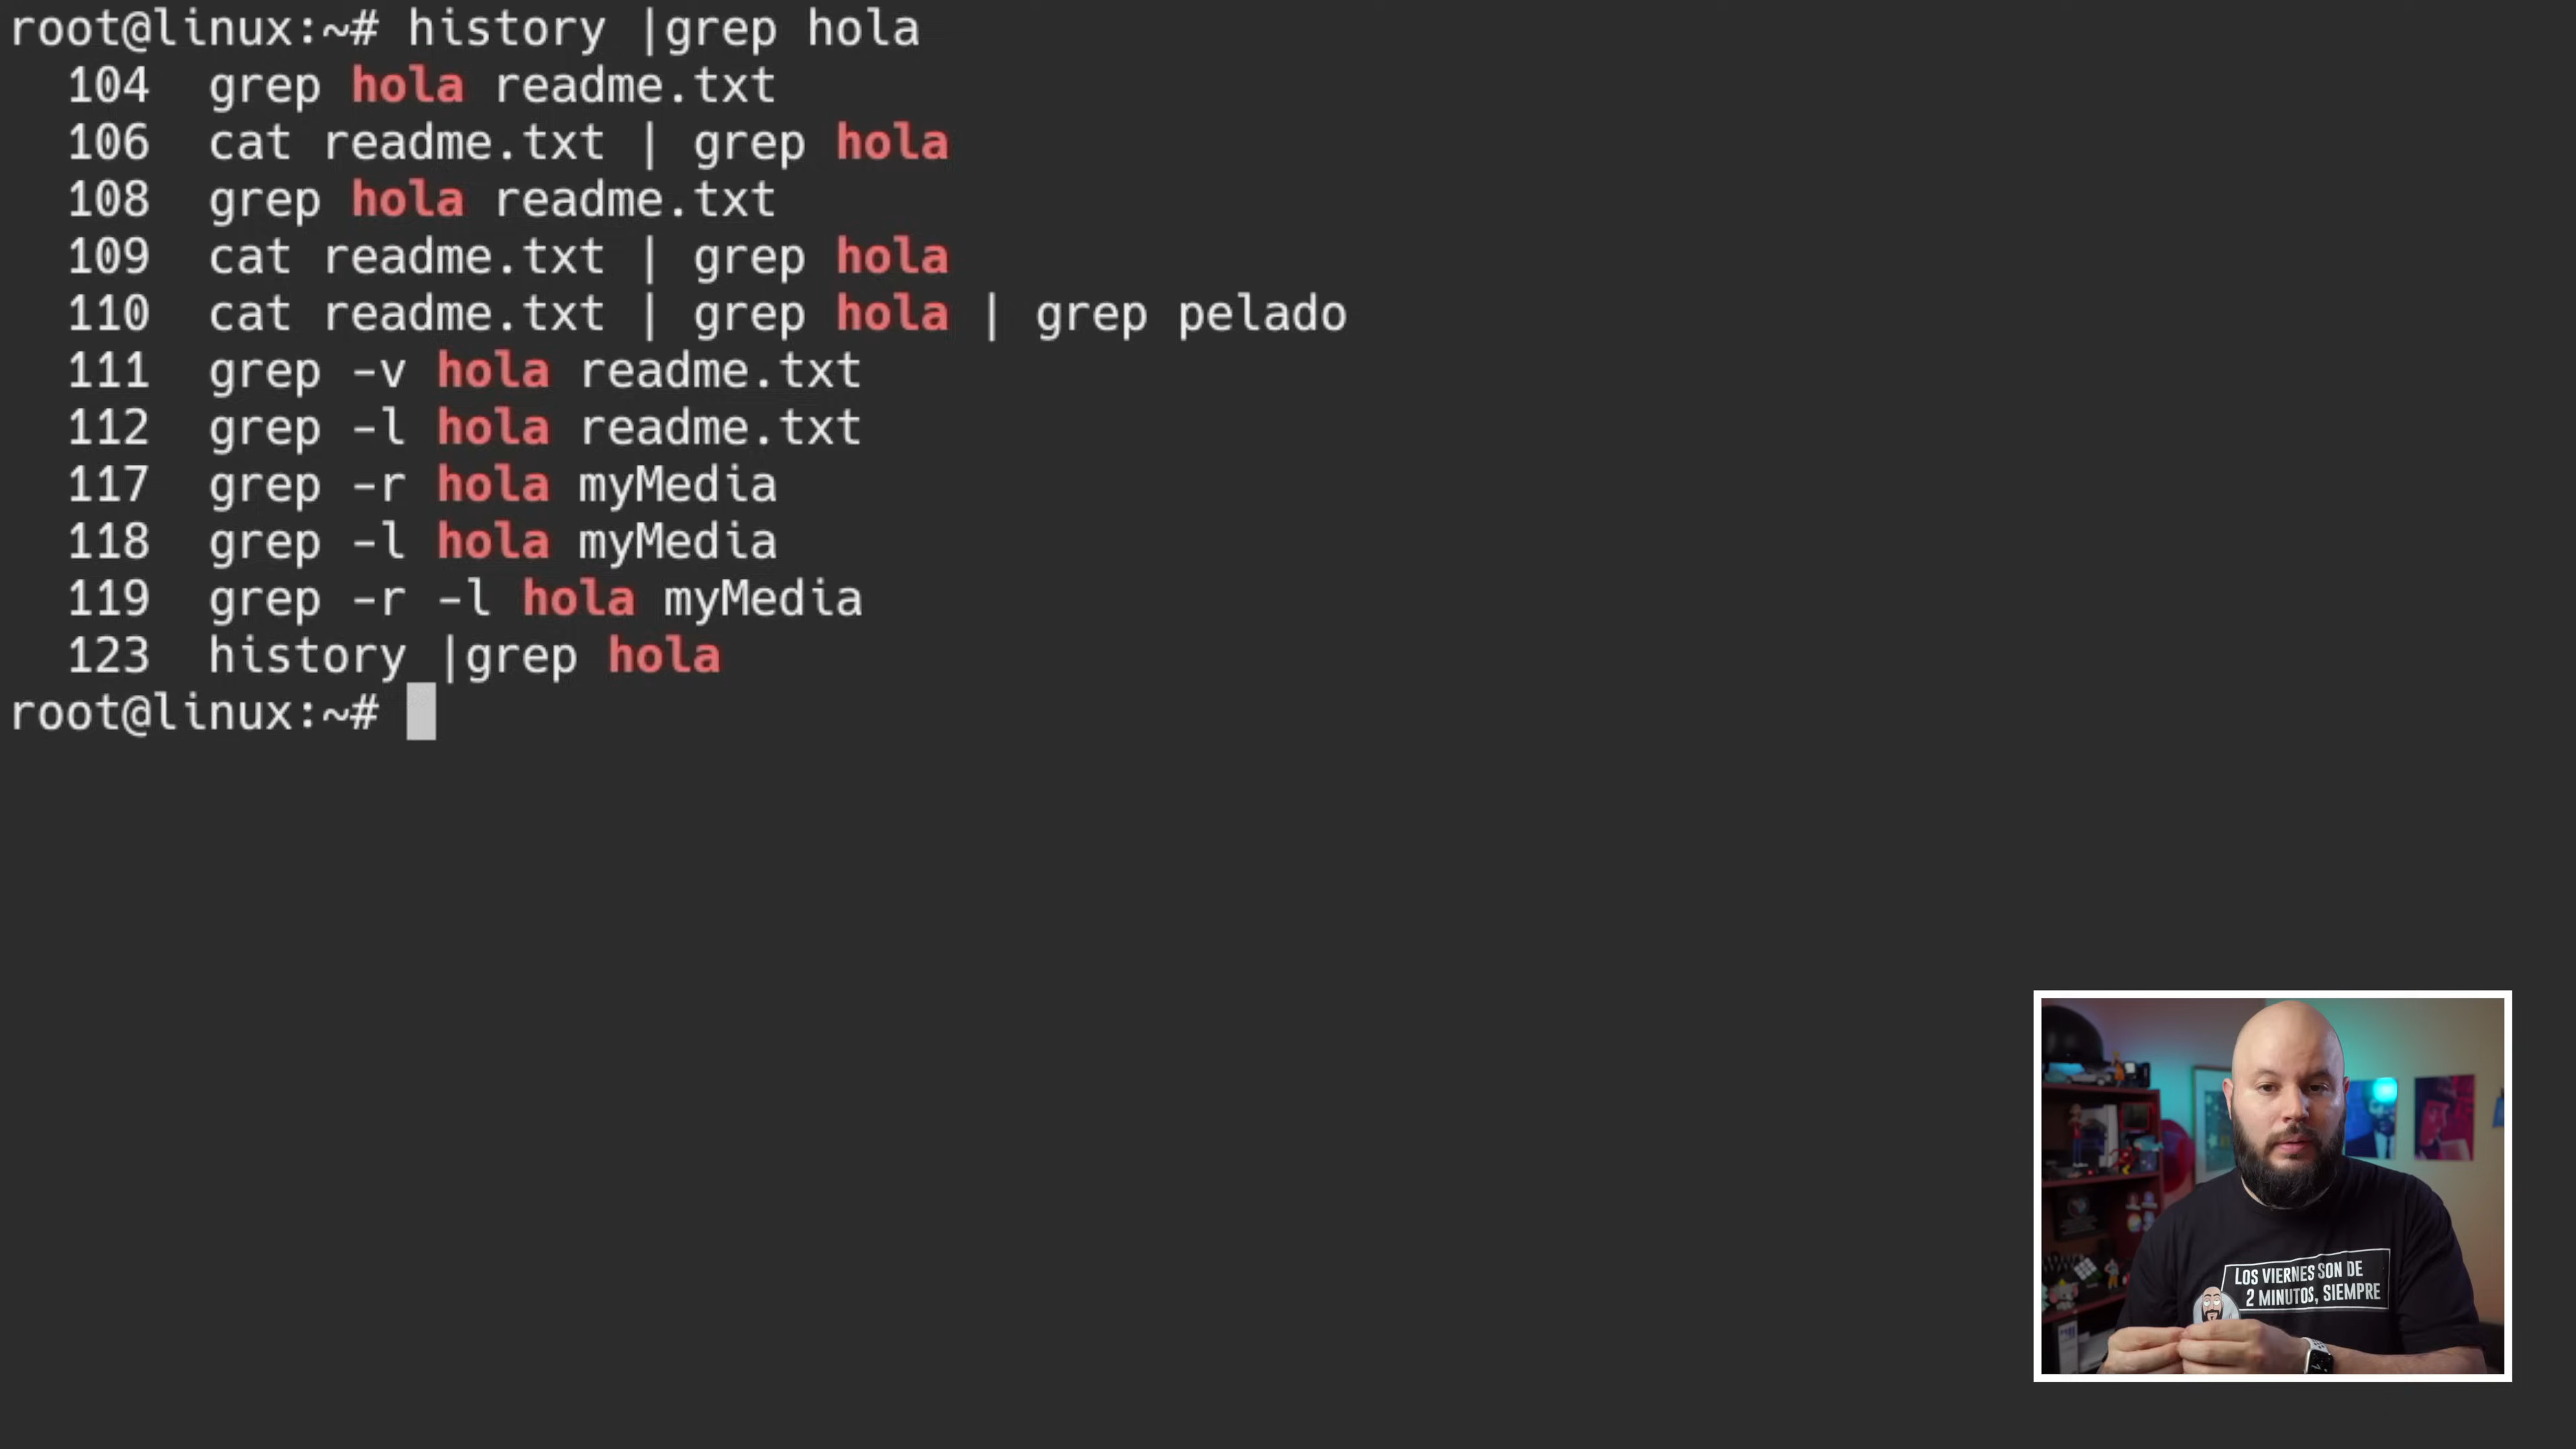 root@linux:~# history |grep hola
104 grep hola readme.txt
106 cat readme.txt | grep hola
108 grep hola readme.txt
109 cat readme.txt | grep hola
110 cat readme.txt | grep hola | grep pelado
111 grep -v hola readme.txt
112 grep -l hola readme.txt
117 grep -r hola myMedia
118 grep -l hola myMedia
119 grep -r -l hola myMedia
123 history |grep hola
root@linux:~#
LOS VIERNES SON DE
2 MINUTOS, SIEMPRE